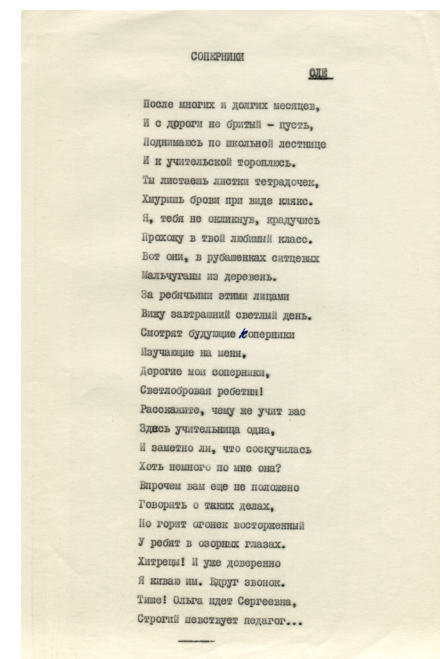 СОПЕРНИКИ
ОЛЕ
После многих и долгих месяцев,
И с дороги не бритый - пусть,
Поднимаюсь по школьной лестнице
И к учительской тороплюсь.
Ты листаешь листки тетрадочек,
Хмуришь брови при виде клякс.
Я, тебя не окликнув, крадучись
Прохожу в твой любимый класс.
Вот они, в рубашенках ситцевых
Мальчуганы из деревень.
За ребячьими этими лицами
Вижу завтрашний светлый день.
Смотрят будущие Коперники
Изучающие на меня,
Дорогие мои соперники,
Светлобровая ребетня!
Расскажите, чему же учит вас
Здесь учительница одна,
И заметно ли, что соскучилась
Хоть немного по мне она?
Впрочем вам еще не положено
Говорить о таких делах,
Но горит огонек восторженный
У ребят в озорных глазах.
Хитрецы! И уже доверенно
Я киваю им. Вдруг звонок.
Тише! Ольга идет Сергеевна,
Строгий шевствует педагог...